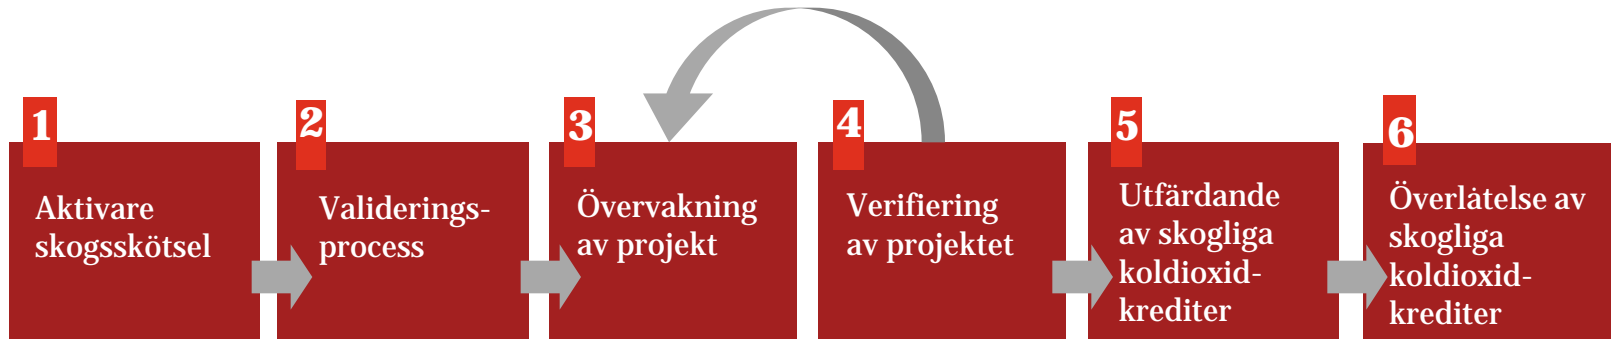 1
Aktivare
skogsskötsel
2
Validerings-
process
3
Övervakning
av projekt
4
Verifiering
av projektet
5
Utfärdande
av skogliga
koldioxid-
krediter
6
Överlåtelse av
skogliga
koldioxid-
krediter